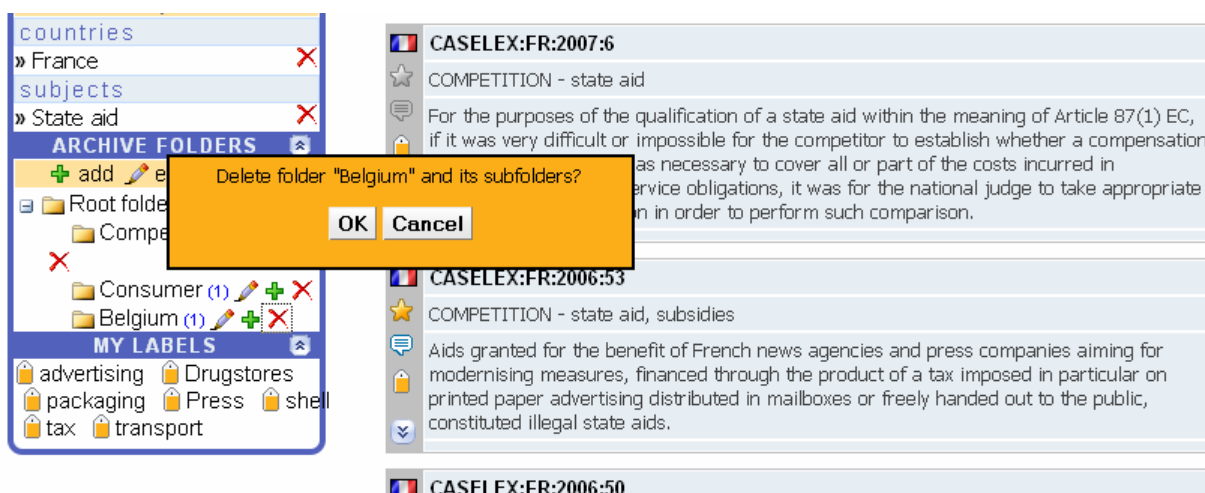 countries
» France
subjects
» State aid
ARCHIVE FOLDERS
add e
Root folde
Compe
Consumer (1)
Belgium (1)
MY LABELS
advertising Drugstores
packaging Press shell
tax transport
Delete folder "Belgium" and its subfolders?
OK Cancel
CASELEX:FR:2007:6
COMPETITION - state aid
For the purposes of the qualification of a state aid within the meaning of Article 87(1) EC,
if it was very difficult or impossible for the competitor to establish whether a compensation
as necessary to cover all or part of the costs incurred in
ervice obligations, it was for the national judge to take appropriate
n in order to perform such comparison.
CASELEX:FR:2006:53
COMPETITION - state aid, subsidies
Aids granted for the benefit of French news agencies and press companies aiming for
modernising measures, financed through the product of a tax imposed in particular on
printed paper advertising distributed in mailboxes or freely handed out to the public,
constituted illegal state aids.
CASELEX:FR:2006:50